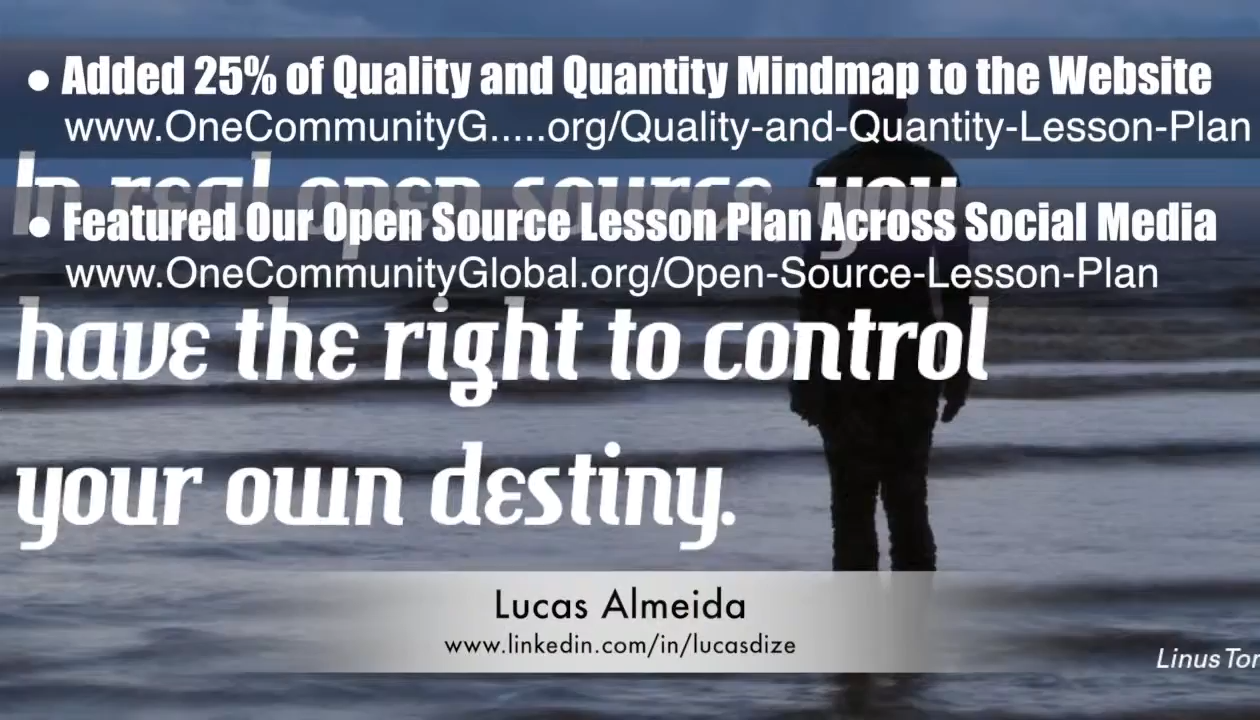 • Added 25% of Quality and Quantity Mindmap to the Website
www.OneCommunityG.....org/Quality-and-Quantity-Lesson-Plan
In real open source, you
• Featured Our Open Source Lesson Plan Across Social Media
www.OneCommunityGlobal.org/Open-Source-Lesson-Plan
have the right to control
your own destiny.
Lucas Almeida
www.linkedin.com/in/lucasdize
Linus Tor